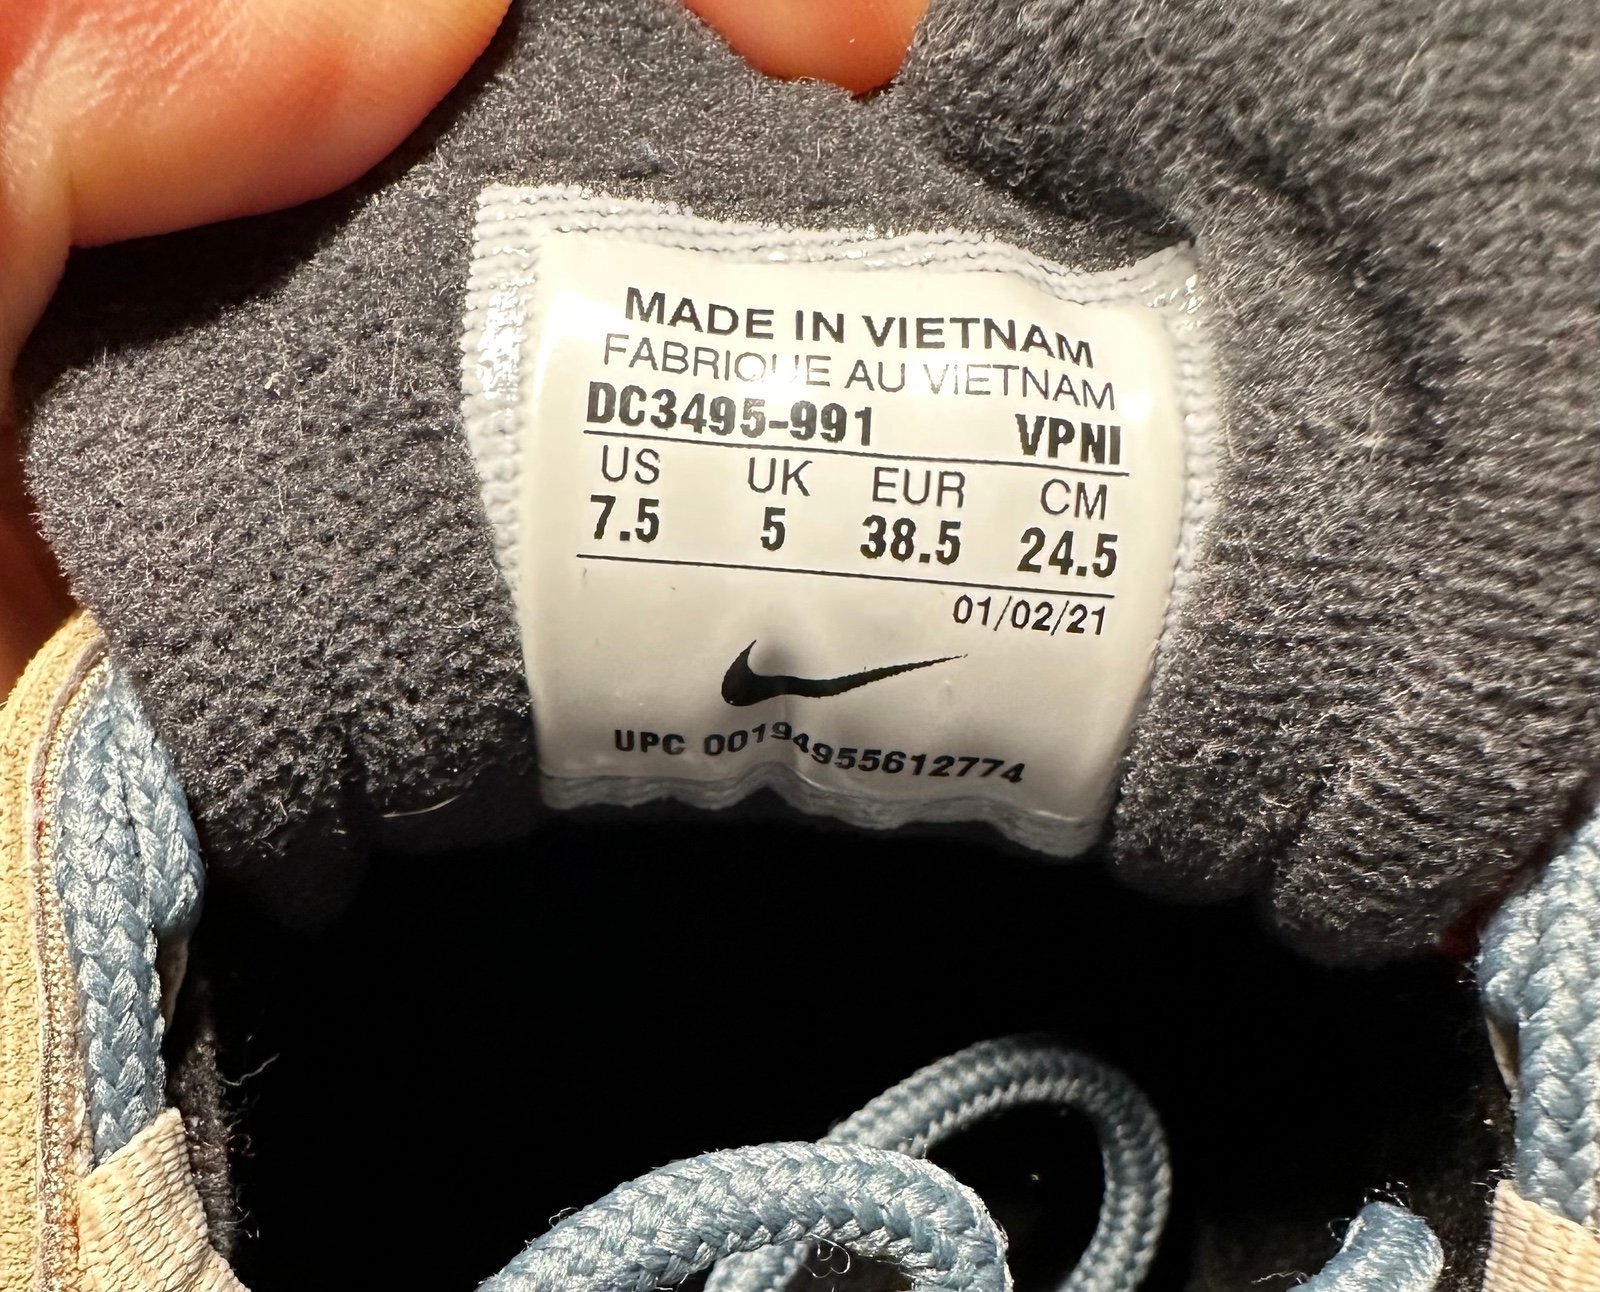 MADE IN VIETNAM
FABRIQUE AU VIETNAM
DC3495-991 VPNI
US UK EUR CM
7.5 5 38.5 24.5
01/02/21
UPC 00194955612774